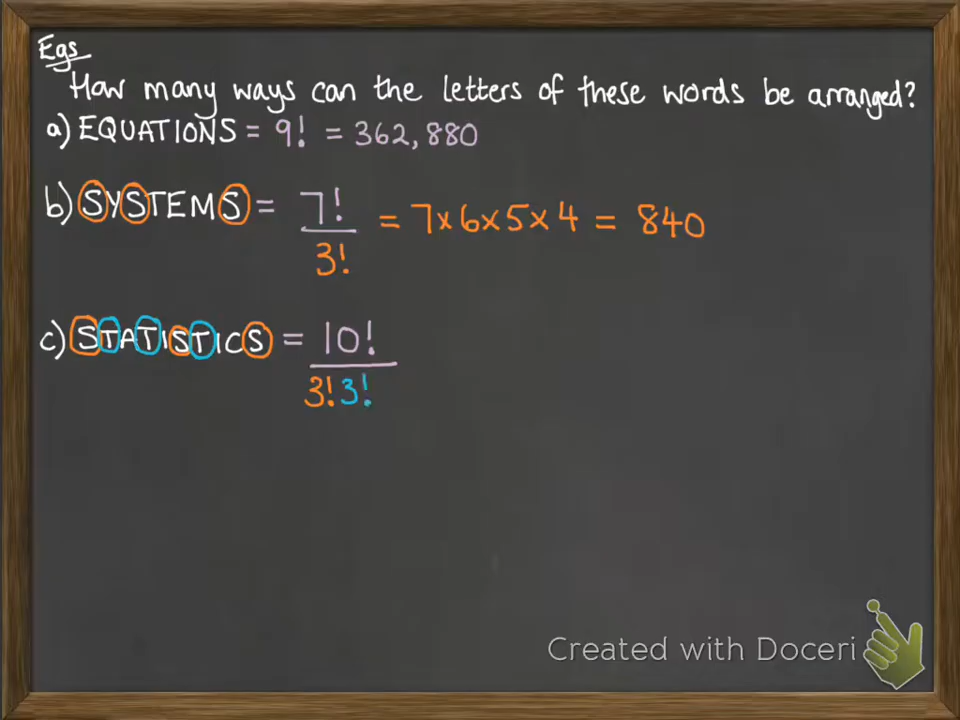 Egs
How many ways can the letters of these words be arranged?
a) EQUATIONS = 9! = 362,880
b) SYSTEMS = 7!/3! = 7×6×5×4 = 840
c) STATISTICS = 10!/3!3!
Created with Doceri